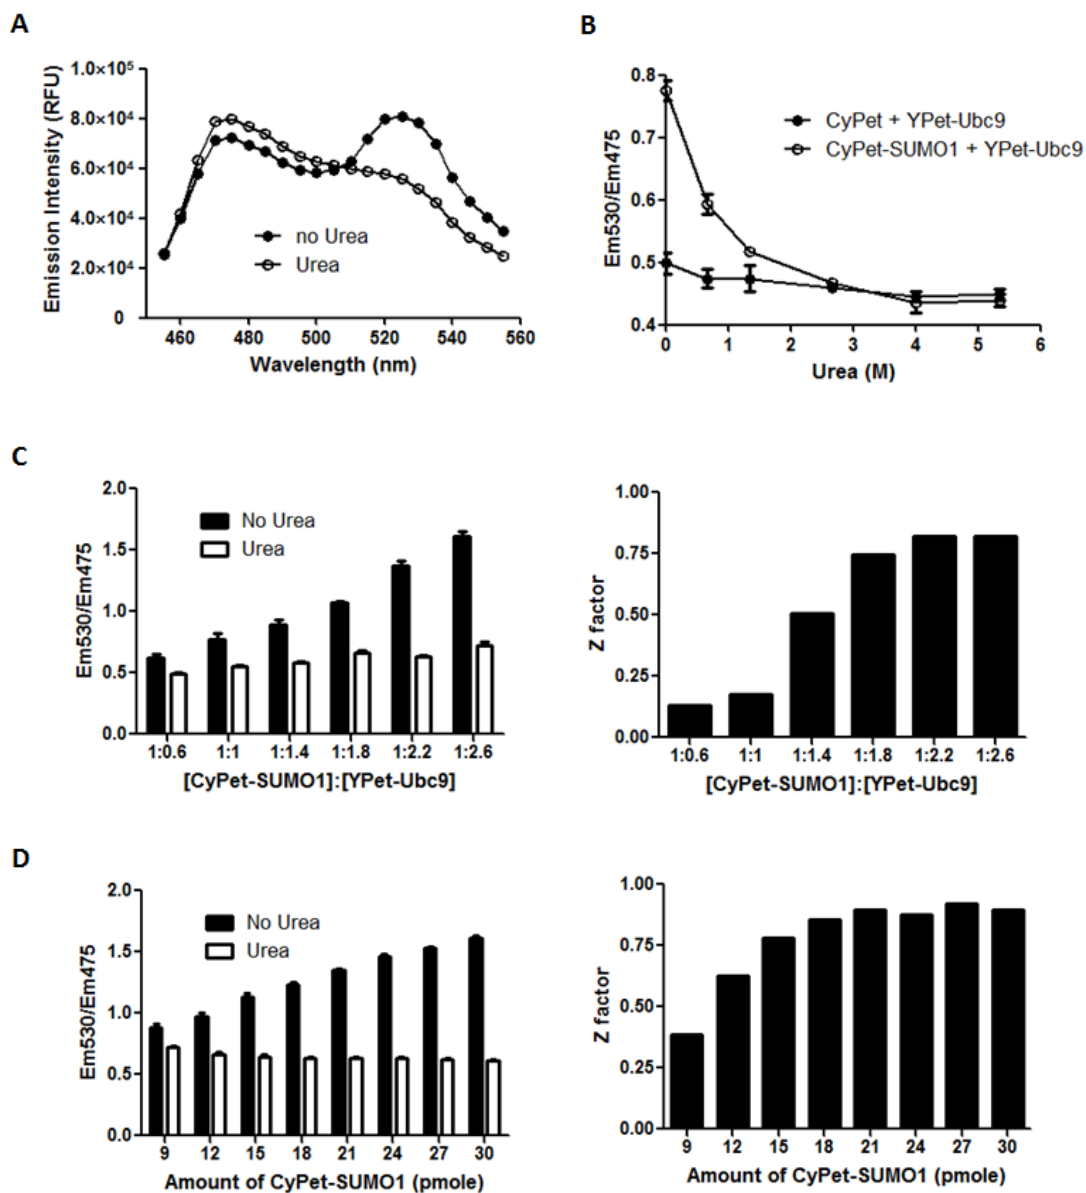 A
Emission Intensity (RFU)
1.0×10⁵
8.0×10⁴
6.0×10⁴
4.0×10⁴
2.0×10⁴
0
no Urea
Urea
460 480 500 520 540 560
Wavelength (nm)
B
Em530/Em475
0.8
0.7
0.6
0.5
0.4
CyPet + YPet-Ubc9
CyPet-SUMO1 + YPet-Ubc9
0 1 2 3 4 5 6
Urea (M)
C
Em530/Em475
2.0
1.5
1.0
0.5
0.0
No Urea
Urea
1:0.6 1:1 1:1.4 1:1.8 1:2.2 1:2.6
[CyPet-SUMO1]:[YPet-Ubc9]
Z factor
1.00
0.75
0.50
0.25
0.00
1:0.6 1:1 1:1.4 1:1.8 1:2.2 1:2.6
[CyPet-SUMO1]:[YPet-Ubc9]
D
Em530/Em475
2.0
1.5
1.0
0.5
0.0
No Urea
Urea
9 12 15 18 21 24 27 30
Amount of CyPet-SUMO1 (pmole)
Z factor
1.00
0.75
0.50
0.25
0.00
9 12 15 18 21 24 27 30
Amount of CyPet-SUMO1 (pmole)